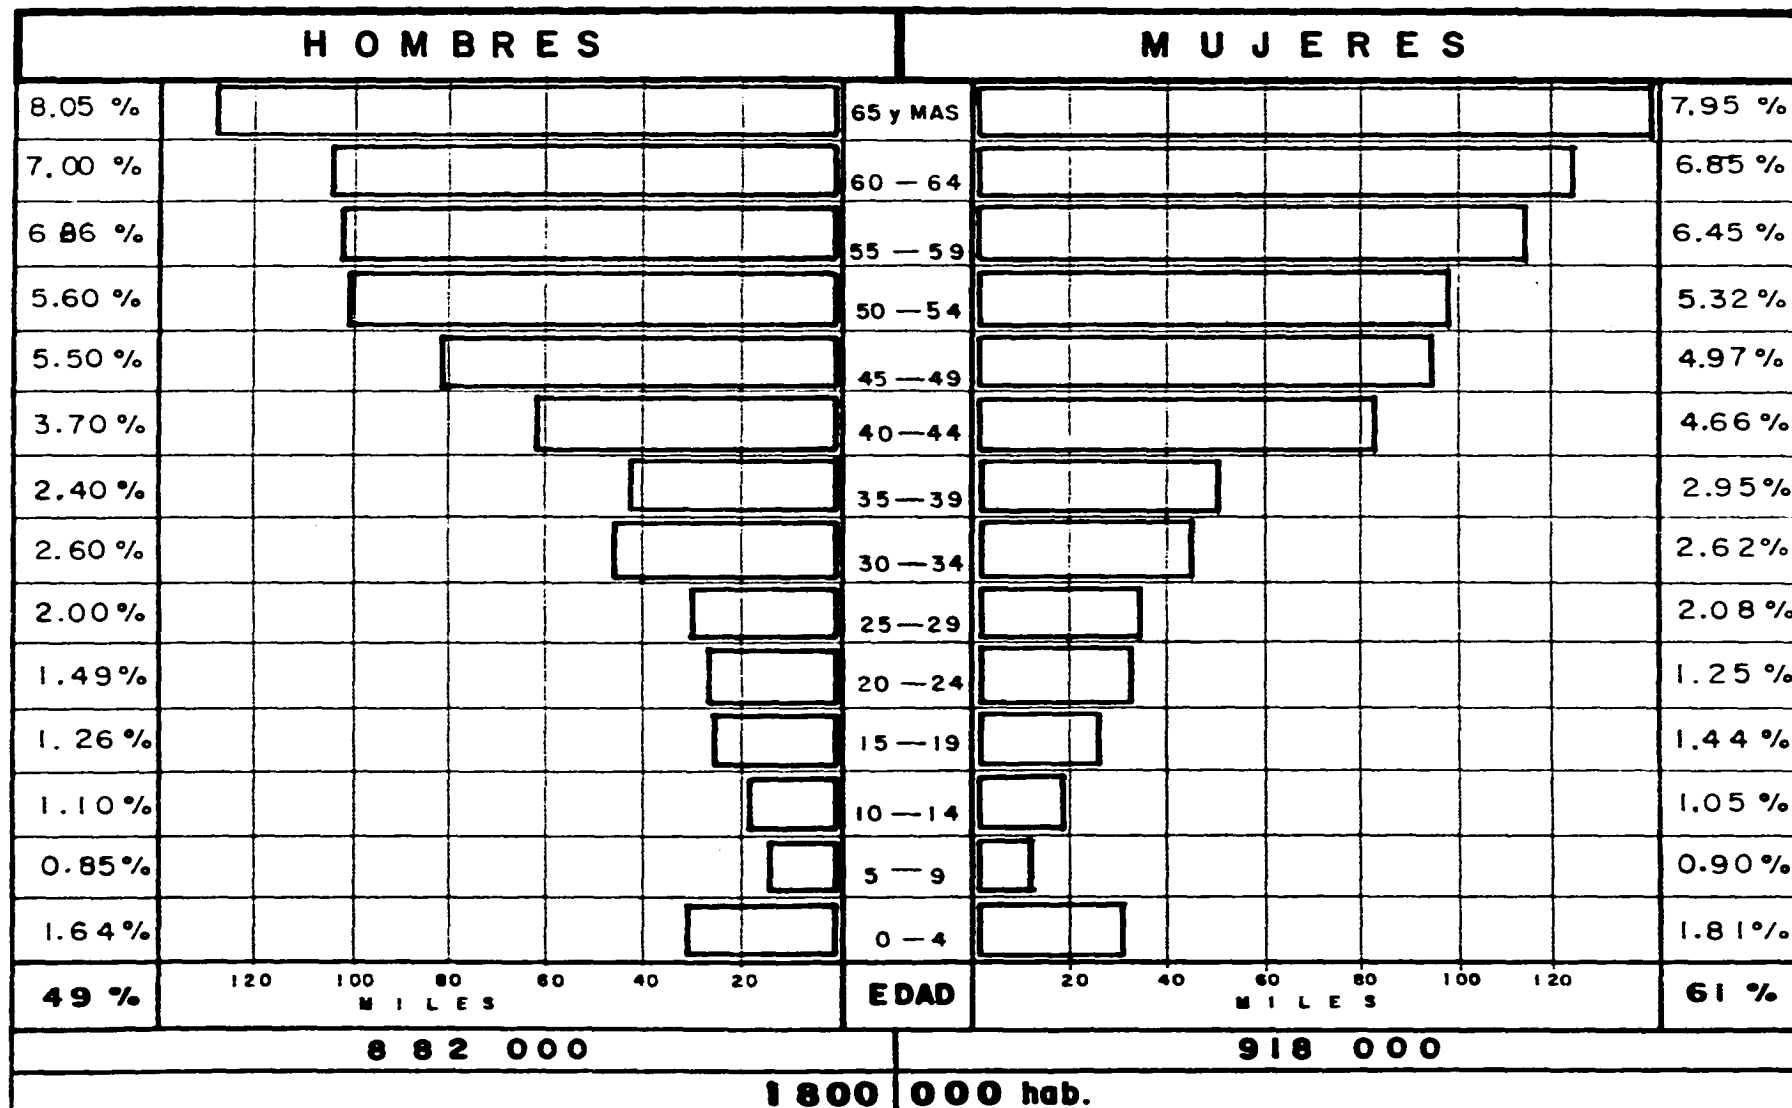 HOMBRES MUJERES
8.05 % 65 y MAS 7.95 %
7.00 % 60 — 64 6.85 %
6 86 % 55 — 59 6.45 %
5.60 % 50 — 54 5.32 %
5.50 % 45 — 49 4.97 %
3.70 % 40 — 44 4.66 %
2.40 % 35 — 39 2.95 %
2.60 % 30 — 34 2.62%
2.00 % 25 — 29 2.08 %
1.49% 20 — 24 1.25 %
1.26 % 15 — 19 1.44 %
1.10 % 10 — 14 1.05 %
0.85% 5 — 9 0.90 %
1.64% 0 — 4 1.81%
49 % 120 100 80 60 40 20 EDAD 20 40 60 80 100 120 61 %
MILES MILES
882 000 918 000
1800 000 hab.